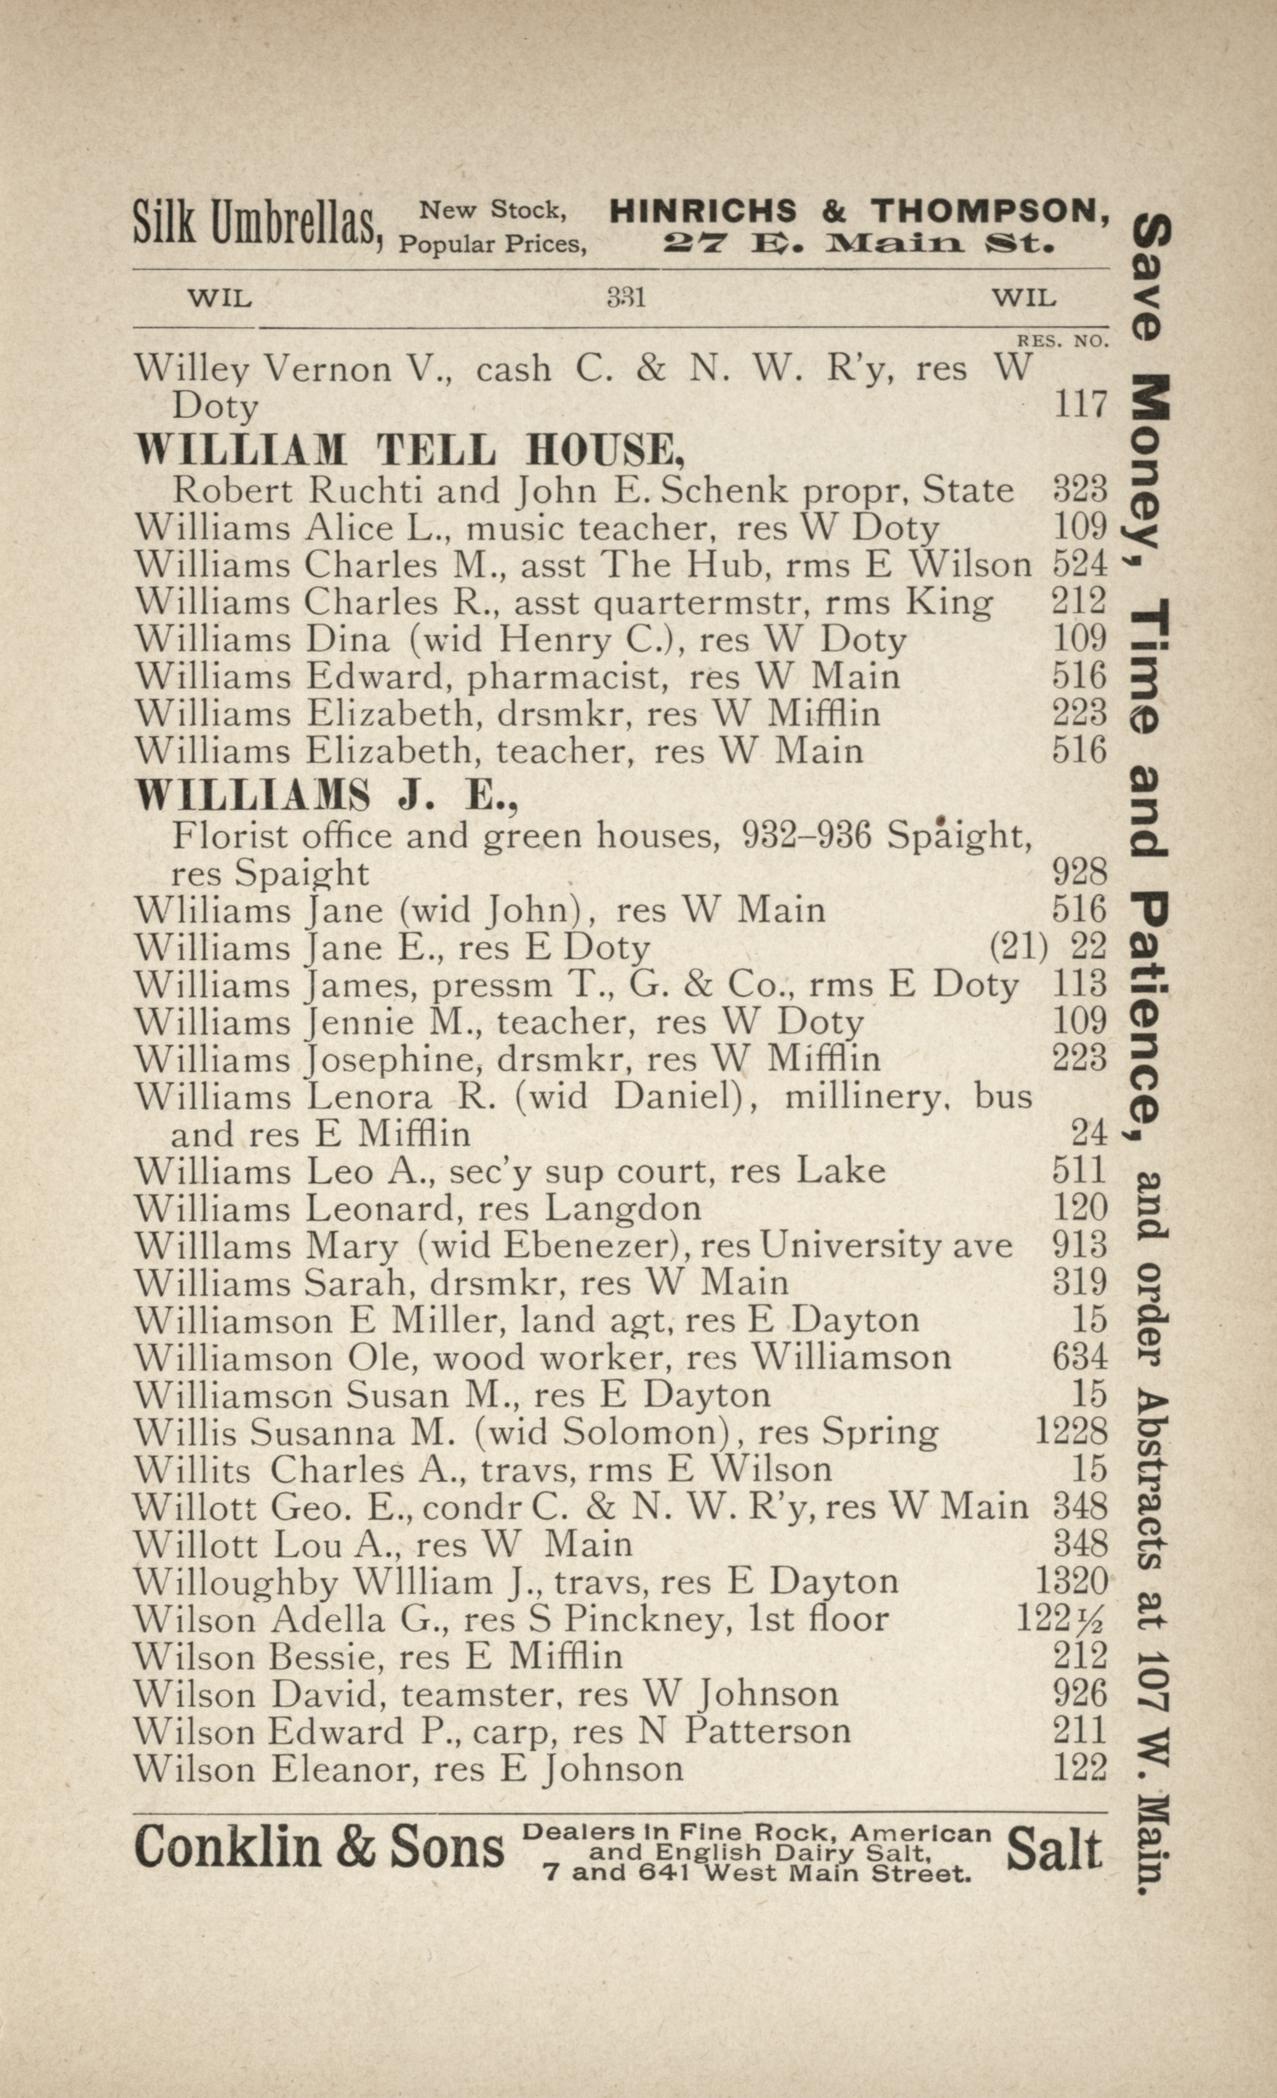 Silk Umbrellas, New Stock, Popular Prices, HINRICHS & THOMPSON, 27 E. Main St.
WIL 331 WIL
RES. NO.
Willey Vernon V., cash C. & N. W. R'y, res W
Doty 117
WILLIAM TELL HOUSE,
Robert Ruchti and John E. Schenk propr, State 323
Williams Alice L., music teacher, res W Doty 109
Williams Charles M., asst The Hub, rms E Wilson 524
Williams Charles R., asst quartermstr, rms King 212
Williams Dina (wid Henry C.), res W Doty 109
Williams Edward, pharmacist, res W Main 516
Williams Elizabeth, drsmkr, res W Mifflin 223
Williams Elizabeth, teacher, res W Main 516
WILLIAMS J. E.,
Florist office and green houses, 932–936 Spaight,
res Spaight 928
Wliliams Jane (wid John), res W Main 516
Williams Jane E., res E Doty (21) 22
Williams James, pressm T., G. & Co., rms E Doty 113
Williams Jennie M., teacher, res W Doty 109
Williams Josephine, drsmkr, res W Mifflin 223
Williams Lenora R. (wid Daniel), millinery, bus
and res E Mifflin 24
Williams Leo A., sec'y sup court, res Lake 511
Williams Leonard, res Langdon 120
Willlams Mary (wid Ebenezer), res University ave 913
Williams Sarah, drsmkr, res W Main 319
Williamson E Miller, land agt, res E Dayton 15
Williamson Ole, wood worker, res Williamson 634
Williamson Susan M., res E Dayton 15
Willis Susanna M. (wid Solomon), res Spring 1228
Willits Charles A., travs, rms E Wilson 15
Willott Geo. E., condr C. & N. W. R'y, res W Main 348
Willott Lou A., res W Main 348
Willoughby Wllliam J., travs, res E Dayton 1320
Wilson Adella G., res S Pinckney, 1st floor 122½
Wilson Bessie, res E Mifflin 212
Wilson David, teamster, res W Johnson 926
Wilson Edward P., carp, res N Patterson 211
Wilson Eleanor, res E Johnson 122
Conklin & Sons Dealers in Fine Rock, American and English Dairy Salt, 7 and 641 West Main Street. Salt
Save Money, Time and Patience, and order Abstracts at 107 W. Main.